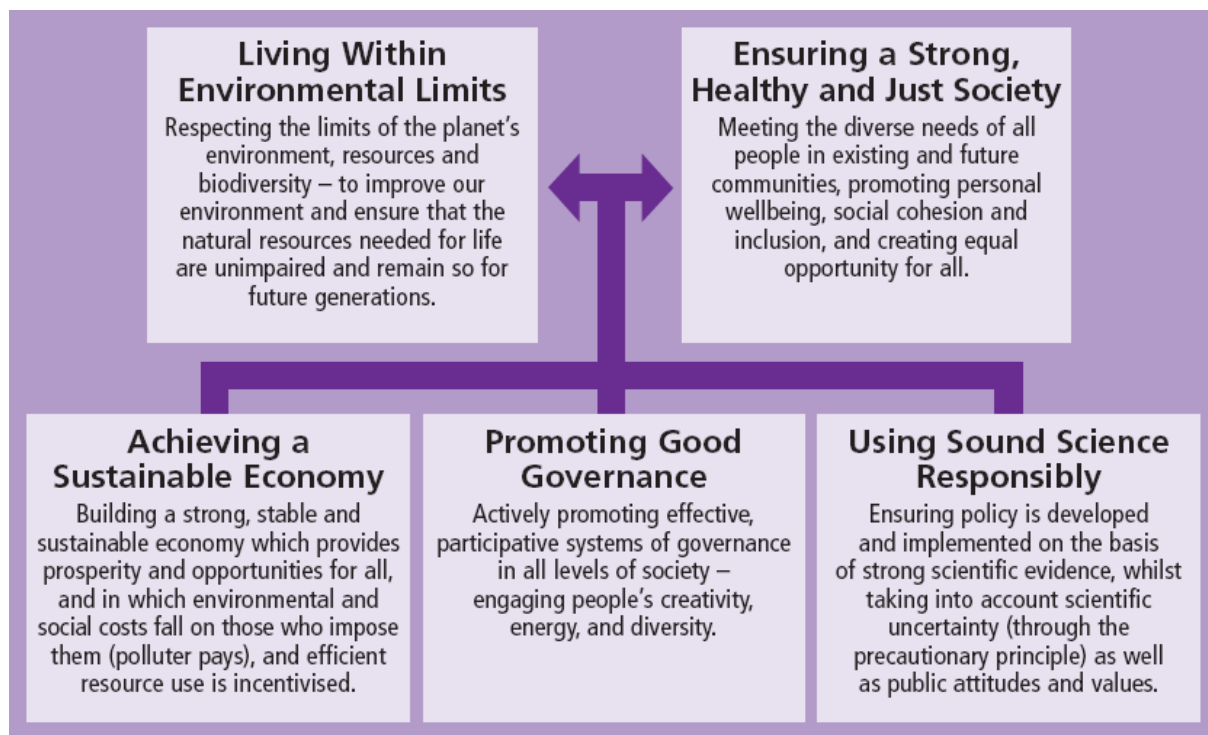 Living Within
Environmental Limits
Respecting the limits of the planet’s
environment, resources and
biodiversity – to improve our
environment and ensure that the
natural resources needed for life
are unimpaired and remain so for
future generations.
Ensuring a Strong,
Healthy and Just Society
Meeting the diverse needs of all
people in existing and future
communities, promoting personal
wellbeing, social cohesion and
inclusion, and creating equal
opportunity for all.
Achieving a
Sustainable Economy
Building a strong, stable and
sustainable economy which provides
prosperity and opportunities for all,
and in which environmental and
social costs fall on those who impose
them (polluter pays), and efficient
resource use is incentivised.
Promoting Good
Governance
Actively promoting effective,
participative systems of governance
in all levels of society –
engaging people’s creativity,
energy, and diversity.
Using Sound Science
Responsibly
Ensuring policy is developed
and implemented on the basis
of strong scientific evidence, whilst
taking into account scientific
uncertainty (through the
precautionary principle) as well
as public attitudes and values.